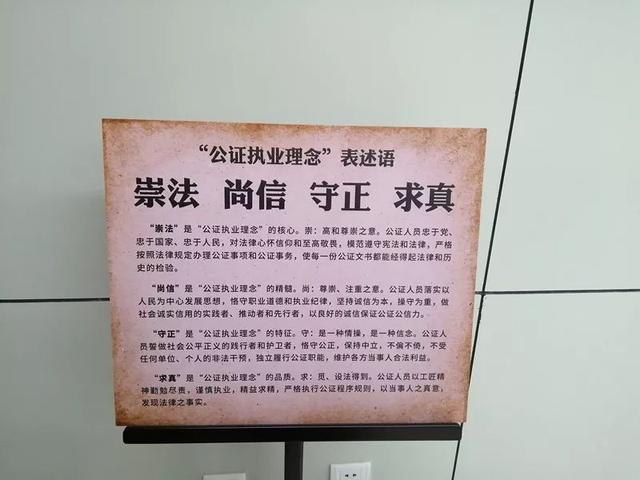 “公证执业理念”表述语
崇法 尚信 守正 求真
“崇法”是“公证执业理念”的核心。崇：高和尊崇之意。公证人员忠于党、
忠于国家、忠于人民，对法律心怀信仰和至高敬畏，模范遵守宪法和法律，严格
按照法律规定办理公证事项和公证事务，使每一份公证文书都能经得起法律和历
史的检验。
“尚信”是“公证执业理念”的精髓。尚：尊崇、注重之意。公证人员落实以
人民为中心发展思想，恪守职业道德和执业纪律，坚持诚信为本，操守为重，做
社会诚实信用的实践者、推动者和先行者，以良好的诚信保证公证公信力。
“守正”是“公证执业理念”的特征。守：是一种情操，是一种信念。公证人
员誓做社会公平正义的践行者和护卫者，恪守公正，保持中立，不偏不倚，不受
任何单位、个人的非法干预，独立履行公证职能，维护各方当事人合法利益。
“求真”是“公证执业理念”的品质。求：觅、设法得到。公证人员以工匠精
神勤勉尽责，谨慎执业，精益求精，严格执行公证程序规则，以当事人之真意，
发现法律之事实。